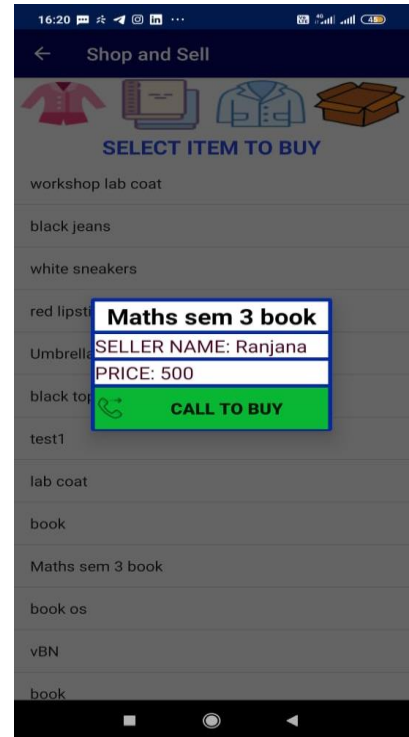 16:20
Shop and Sell
SELECT ITEM TO BUY
workshop lab coat
black jeans
white sneakers
red lipsti
Maths sem 3 book
SELLER NAME: Ranjana
Umbrella
PRICE: 500
black top
CALL TO BUY
test1
lab coat
book
Maths sem 3 book
book os
vBN
book